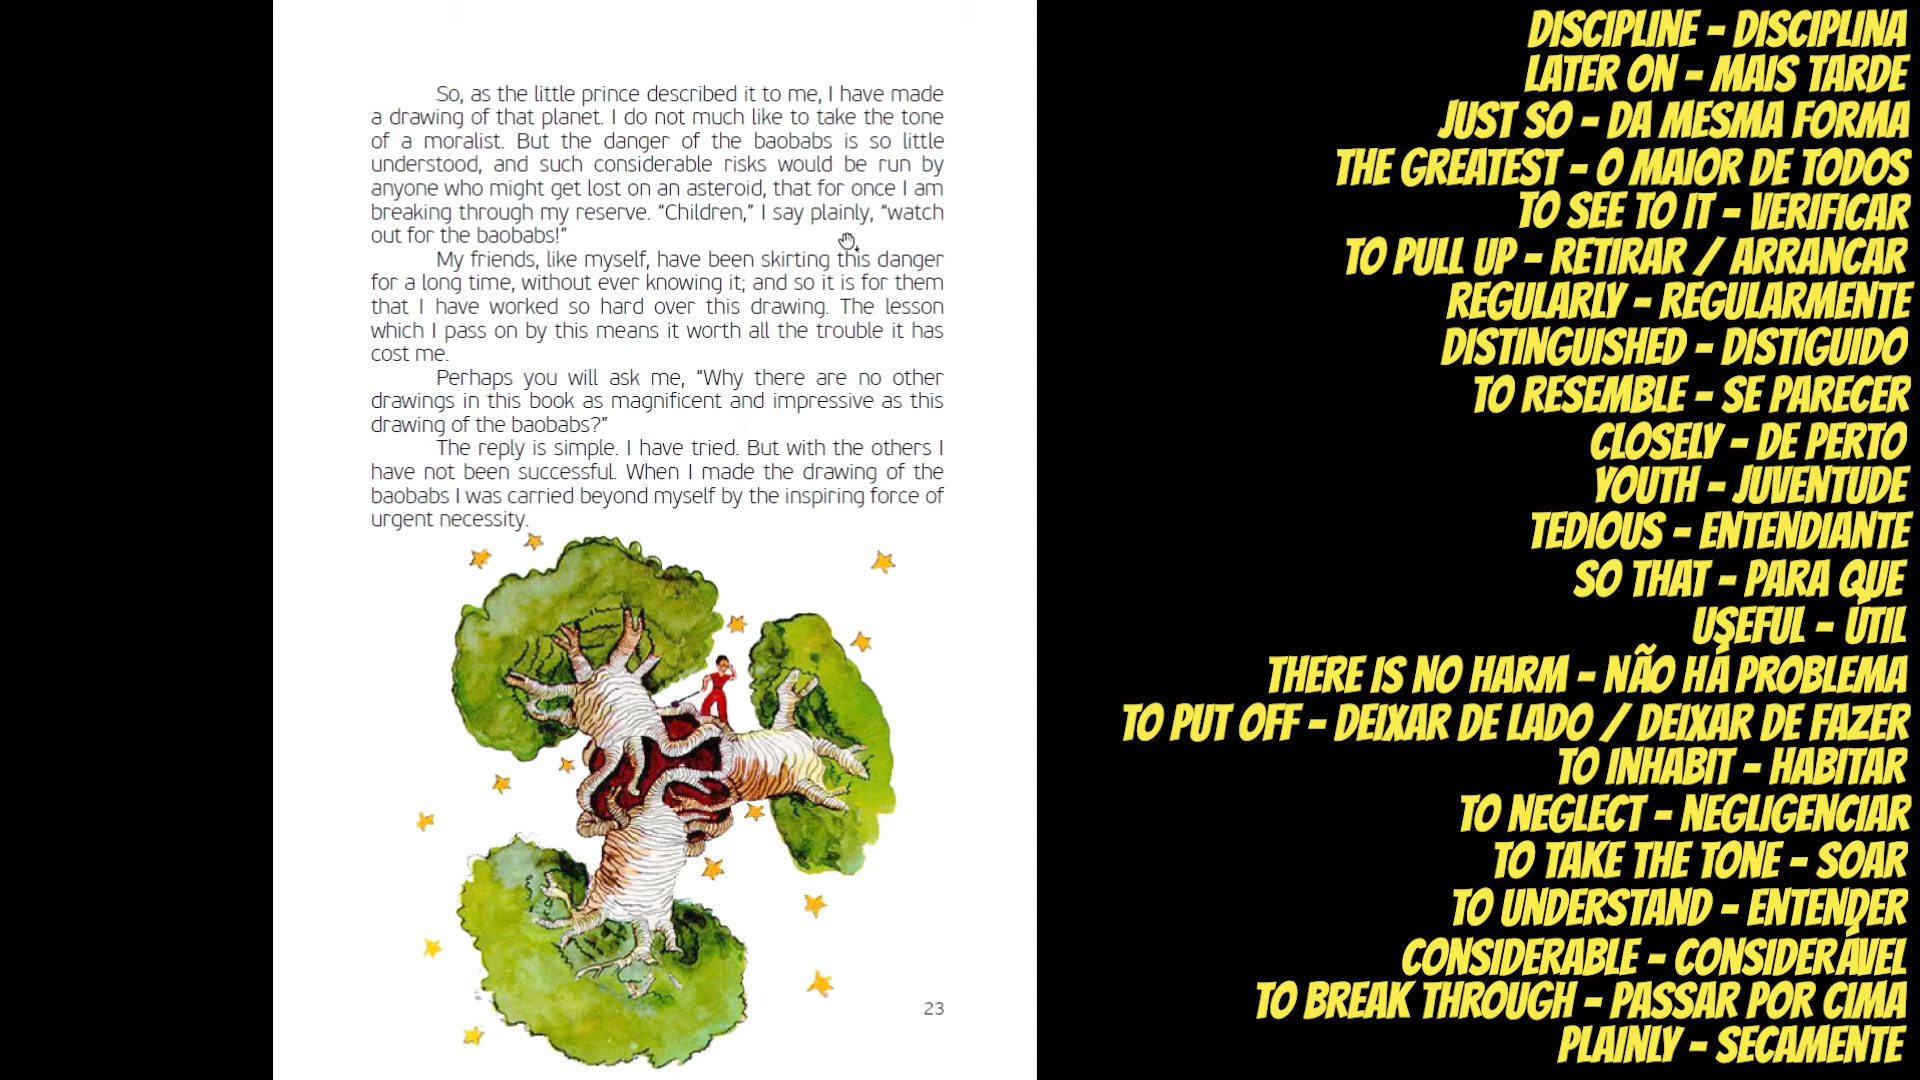 So, as the little prince described it to me, I have made
a drawing of that planet. I do not much like to take the tone
of a moralist. But the danger of the baobabs is so little
understood, and such considerable risks would be run by
anyone who might get lost on an asteroid, that for once I am
breaking through my reserve. “Children,” I say plainly, “watch
out for the baobabs!”
My friends, like myself, have been skirting this danger
for a long time, without ever knowing it; and so it is for them
that I have worked so hard over this drawing. The lesson
which I pass on by this means it worth all the trouble it has
cost me.
Perhaps you will ask me, “Why there are no other
drawings in this book as magnificent and impressive as this
drawing of the baobabs?”
The reply is simple. I have tried. But with the others I
have not been successful. When I made the drawing of the
baobabs I was carried beyond myself by the inspiring force of
urgent necessity.
23
DISCIPLINE - DISCIPLINA
LATER ON - MAIS TARDE
JUST SO - DA MESMA FORMA
THE GREATEST - O MAIOR DE TODOS
TO SEE TO IT - VERIFICAR
TO PULL UP - RETIRAR / ARRANCAR
REGULARLY - REGULARMENTE
DISTINGUISHED - DISTIGUIDO
TO RESEMBLE - SE PARECER
CLOSELY - DE PERTO
YOUTH - JUVENTUDE
TEDIOUS - ENTENDIANTE
SO THAT - PARA QUE
USEFUL - ÚTIL
THERE IS NO HARM - NÃO HÁ PROBLEMA
TO PUT OFF - DEIXAR DE LADO / DEIXAR DE FAZER
TO INHABIT - HABITAR
TO NEGLECT - NEGLIGENCIAR
TO TAKE THE TONE - SOAR
TO UNDERSTAND - ENTENDER
CONSIDERABLE - CONSIDERÁVEL
TO BREAK THROUGH - PASSAR POR CIMA
PLAINLY - SECAMENTE